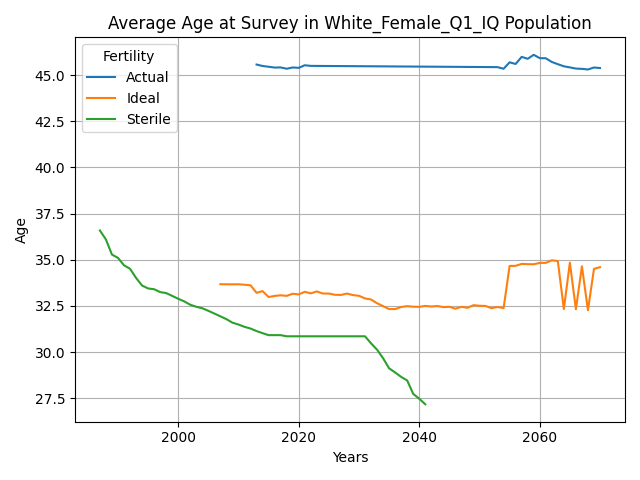 Average Age at Survey in White_Female_Q1_IQ Population
Fertility
Actual
Ideal
Sterile
Age
45.0
42.5
40.0
37.5
35.0
32.5
30.0
27.5
2000
2020
2040
2060
Years